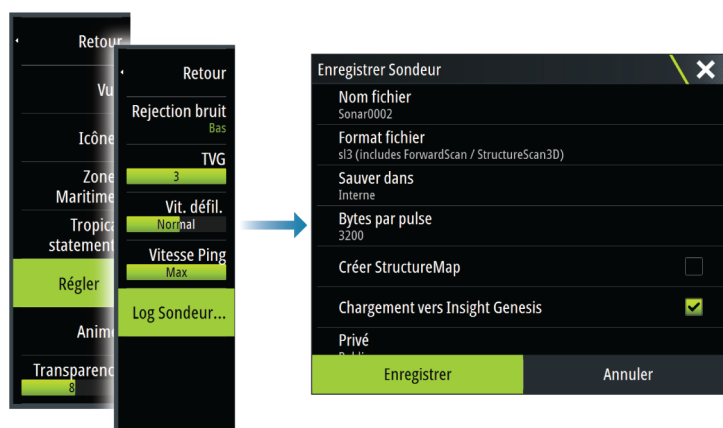 Retour
Vu
Icône
Zone
Maritime
Tropica
statement
Régler
Anime
Transparenc
8
Retour
Rejection bruit
Bas
TVG
3
Vit. défil.
Normal
Vitesse Ping
Max
Log Sondeur...
Enregistrer Sondeur
Nom fichier
Sonar0002
Format fichier
sl3 (includes ForwardScan / StructureScan3D)
Sauver dans
Interne
Bytes par pulse
3200
Créer StructureMap
Chargement vers Insight Genesis
Privé
Enregistrer
Annuler